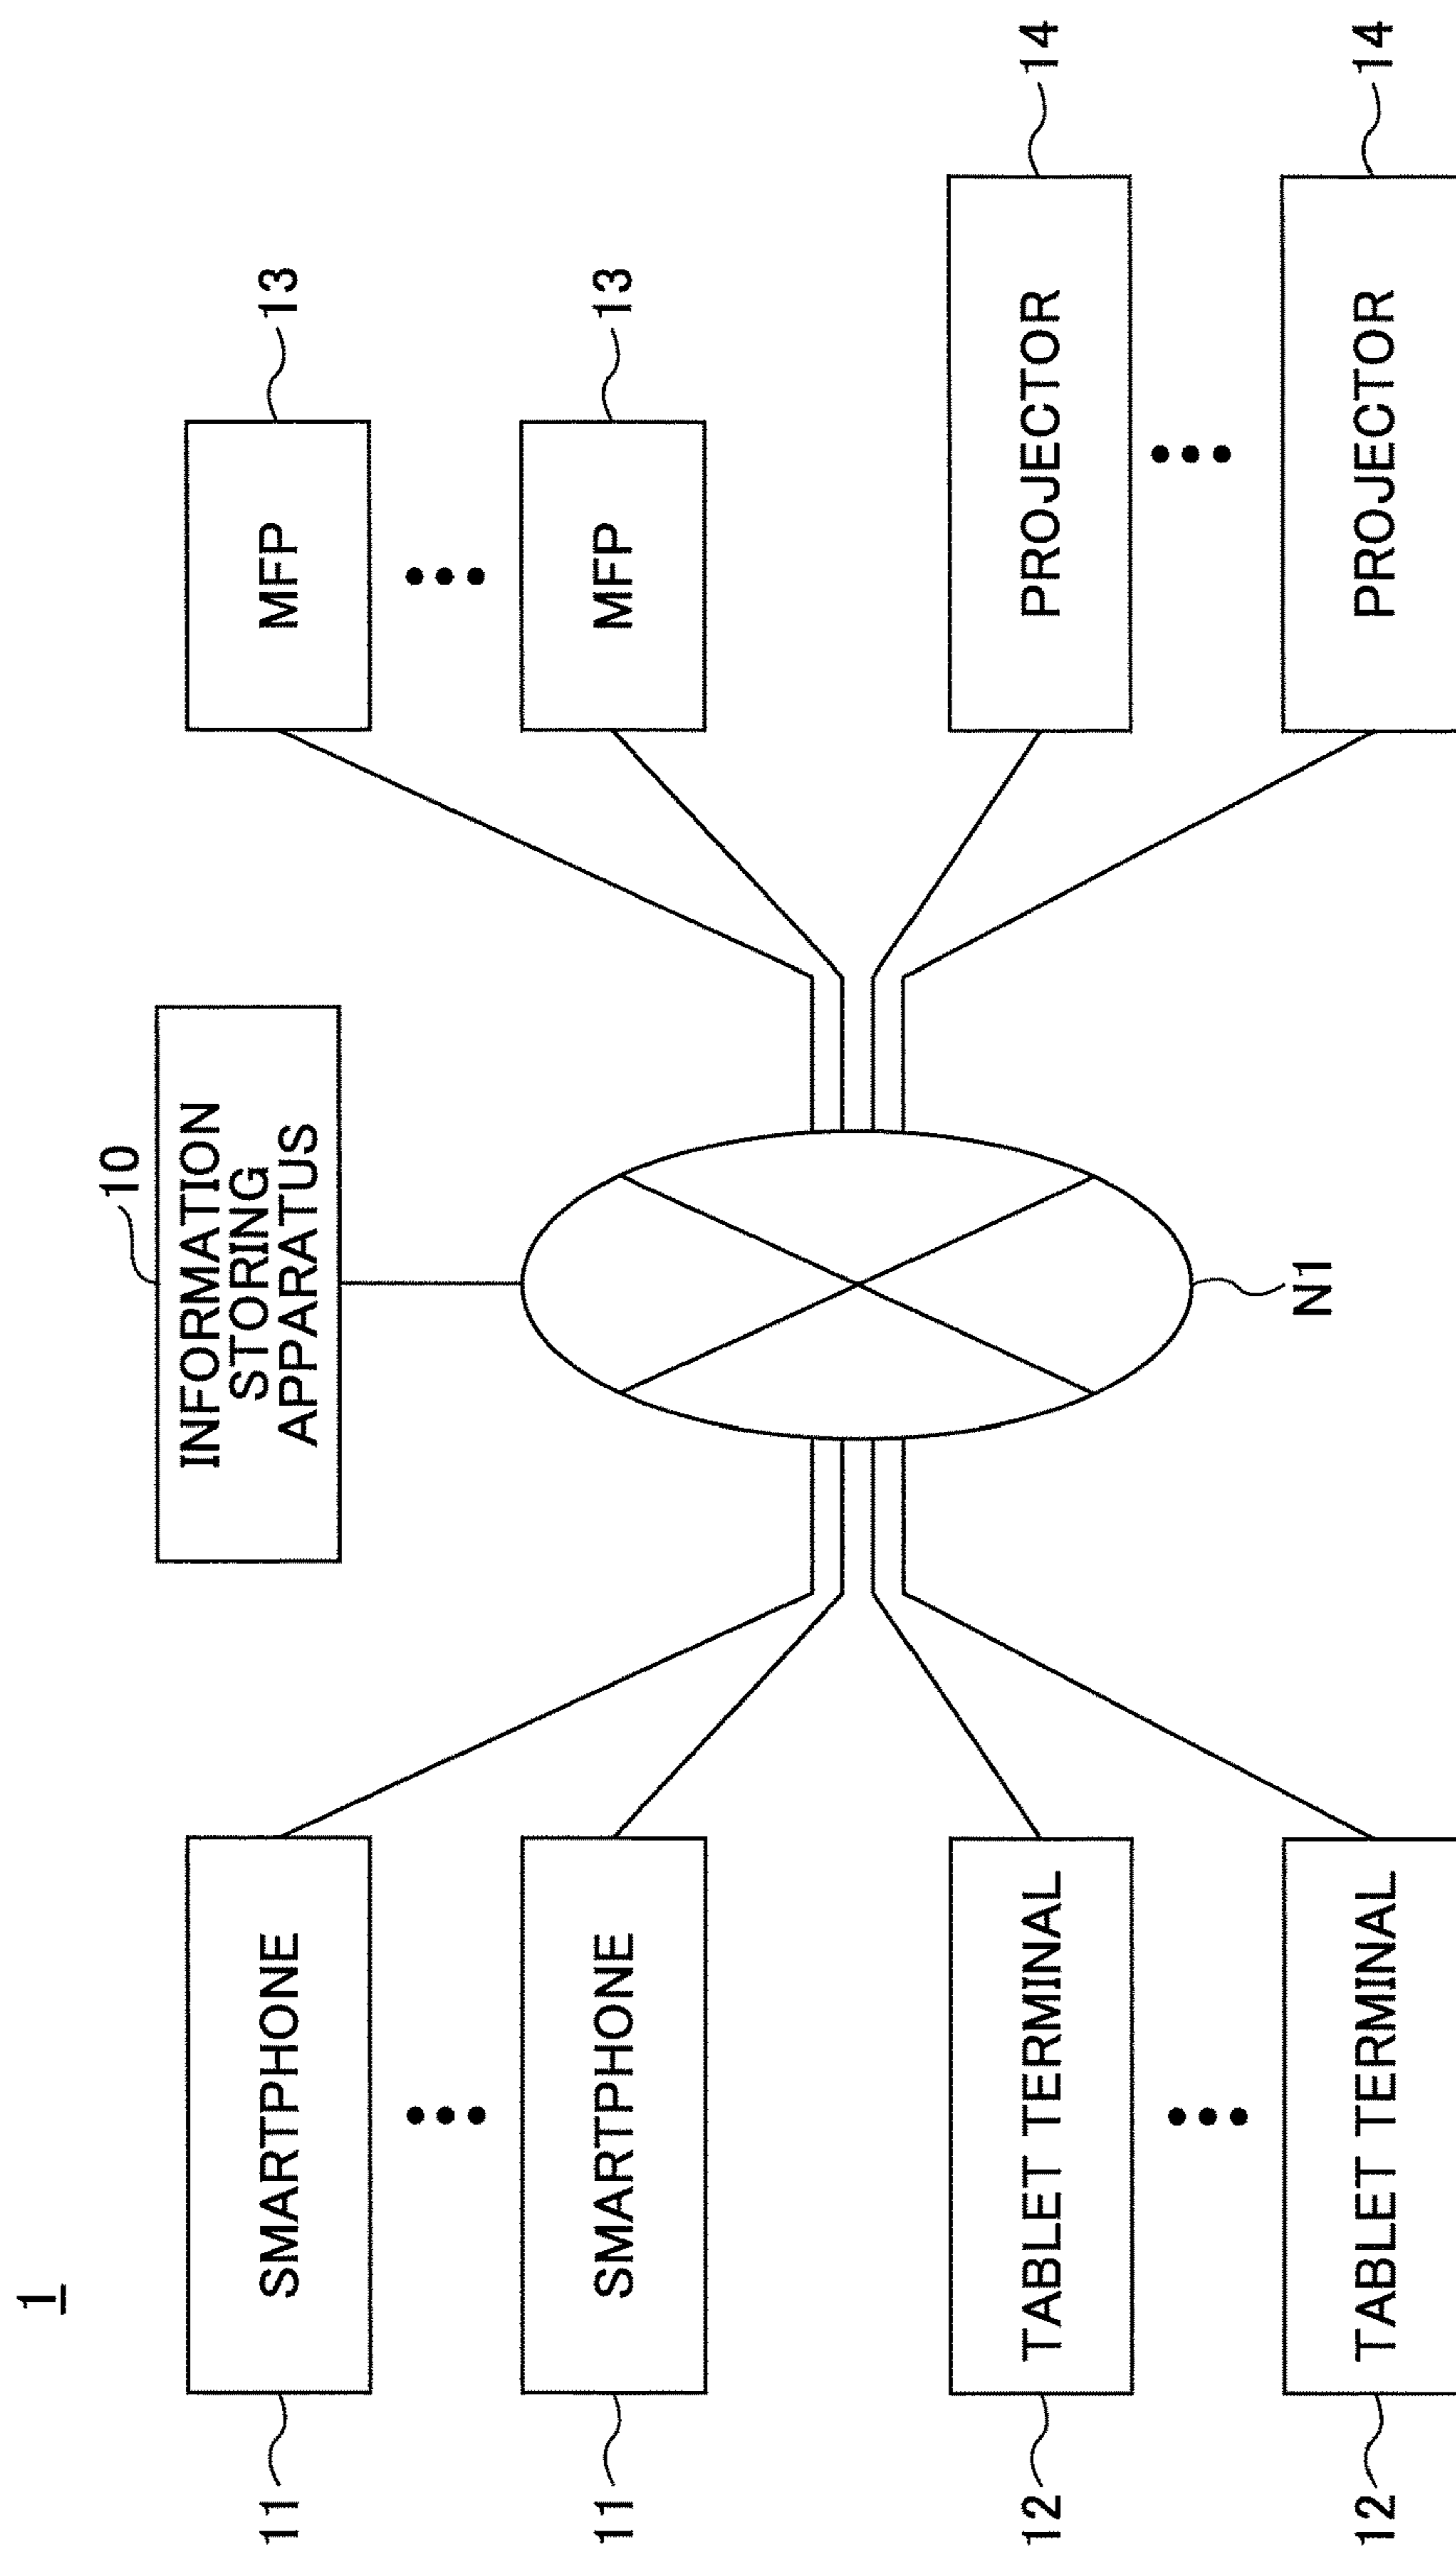 1
10
INFORMATION
STORING
APPARATUS
11
SMARTPHONE
MFP
13
11
SMARTPHONE
MFP
13
12
TABLET TERMINAL
PROJECTOR
14
N1
12
TABLET TERMINAL
PROJECTOR
14